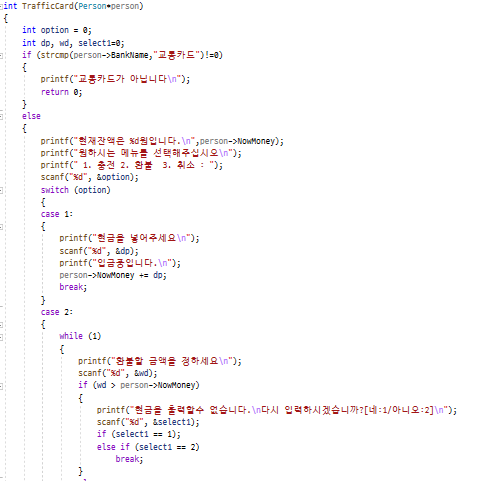 int TrafficCard(Person*person)
{
int option = 0;
int dp, wd, select1=0;
if (strcmp(person->BankName,"교통카드")!=0)
{
printf("교통카드가 아닙니다\n");
return 0;
}
else
{
printf("현재잔액은 %d원입니다.\n",person->NowMoney);
printf("원하시는 메뉴를 선택해주십시오\n");
printf(" 1. 충전 2. 환불  3. 취소 : ");
scanf("%d", &option);
switch (option)
{
case 1:
{
printf("현금을 넣어주세요\n");
scanf("%d", &dp);
printf("입금중입니다.\n");
person->NowMoney += dp;
break;
}
case 2:
{
while (1)
{
printf("환불할 금액을 정하세요\n");
scanf("%d", &wd);
if (wd > person->NowMoney)
{
printf("현금을 출력할수 없습니다.\n다시 입력하시겠습니까?[네:1/아니오:2]\n");
scanf("%d", &select1);
if (select1 == 1);
else if (select1 == 2)
break;
}